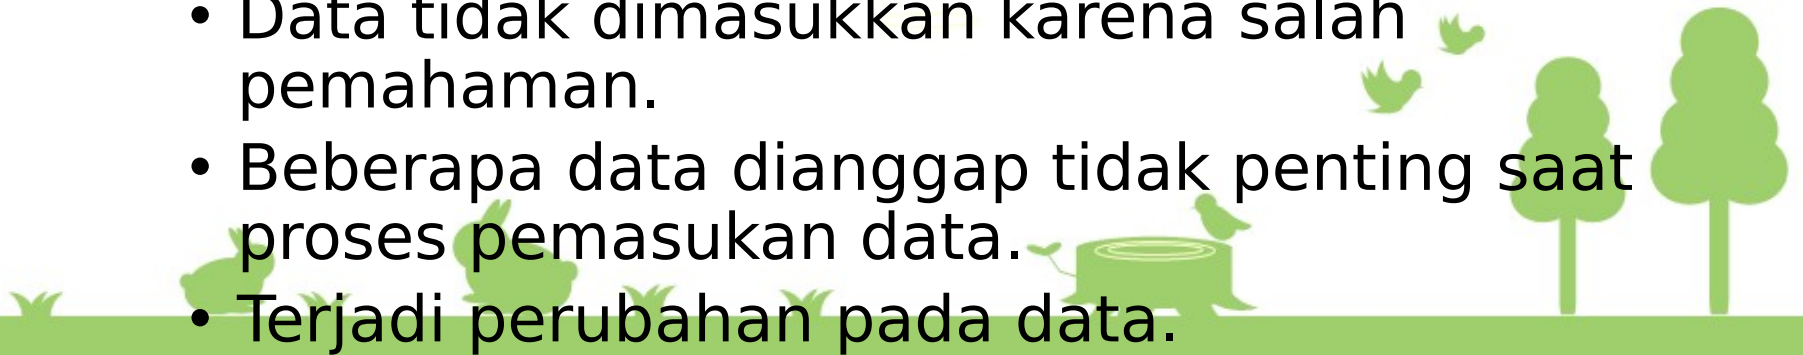 • Data tidak dimasukkan karena salah
pemahaman.
• Beberapa data dianggap tidak penting saat
proses pemasukan data.
• Terjadi perubahan pada data.